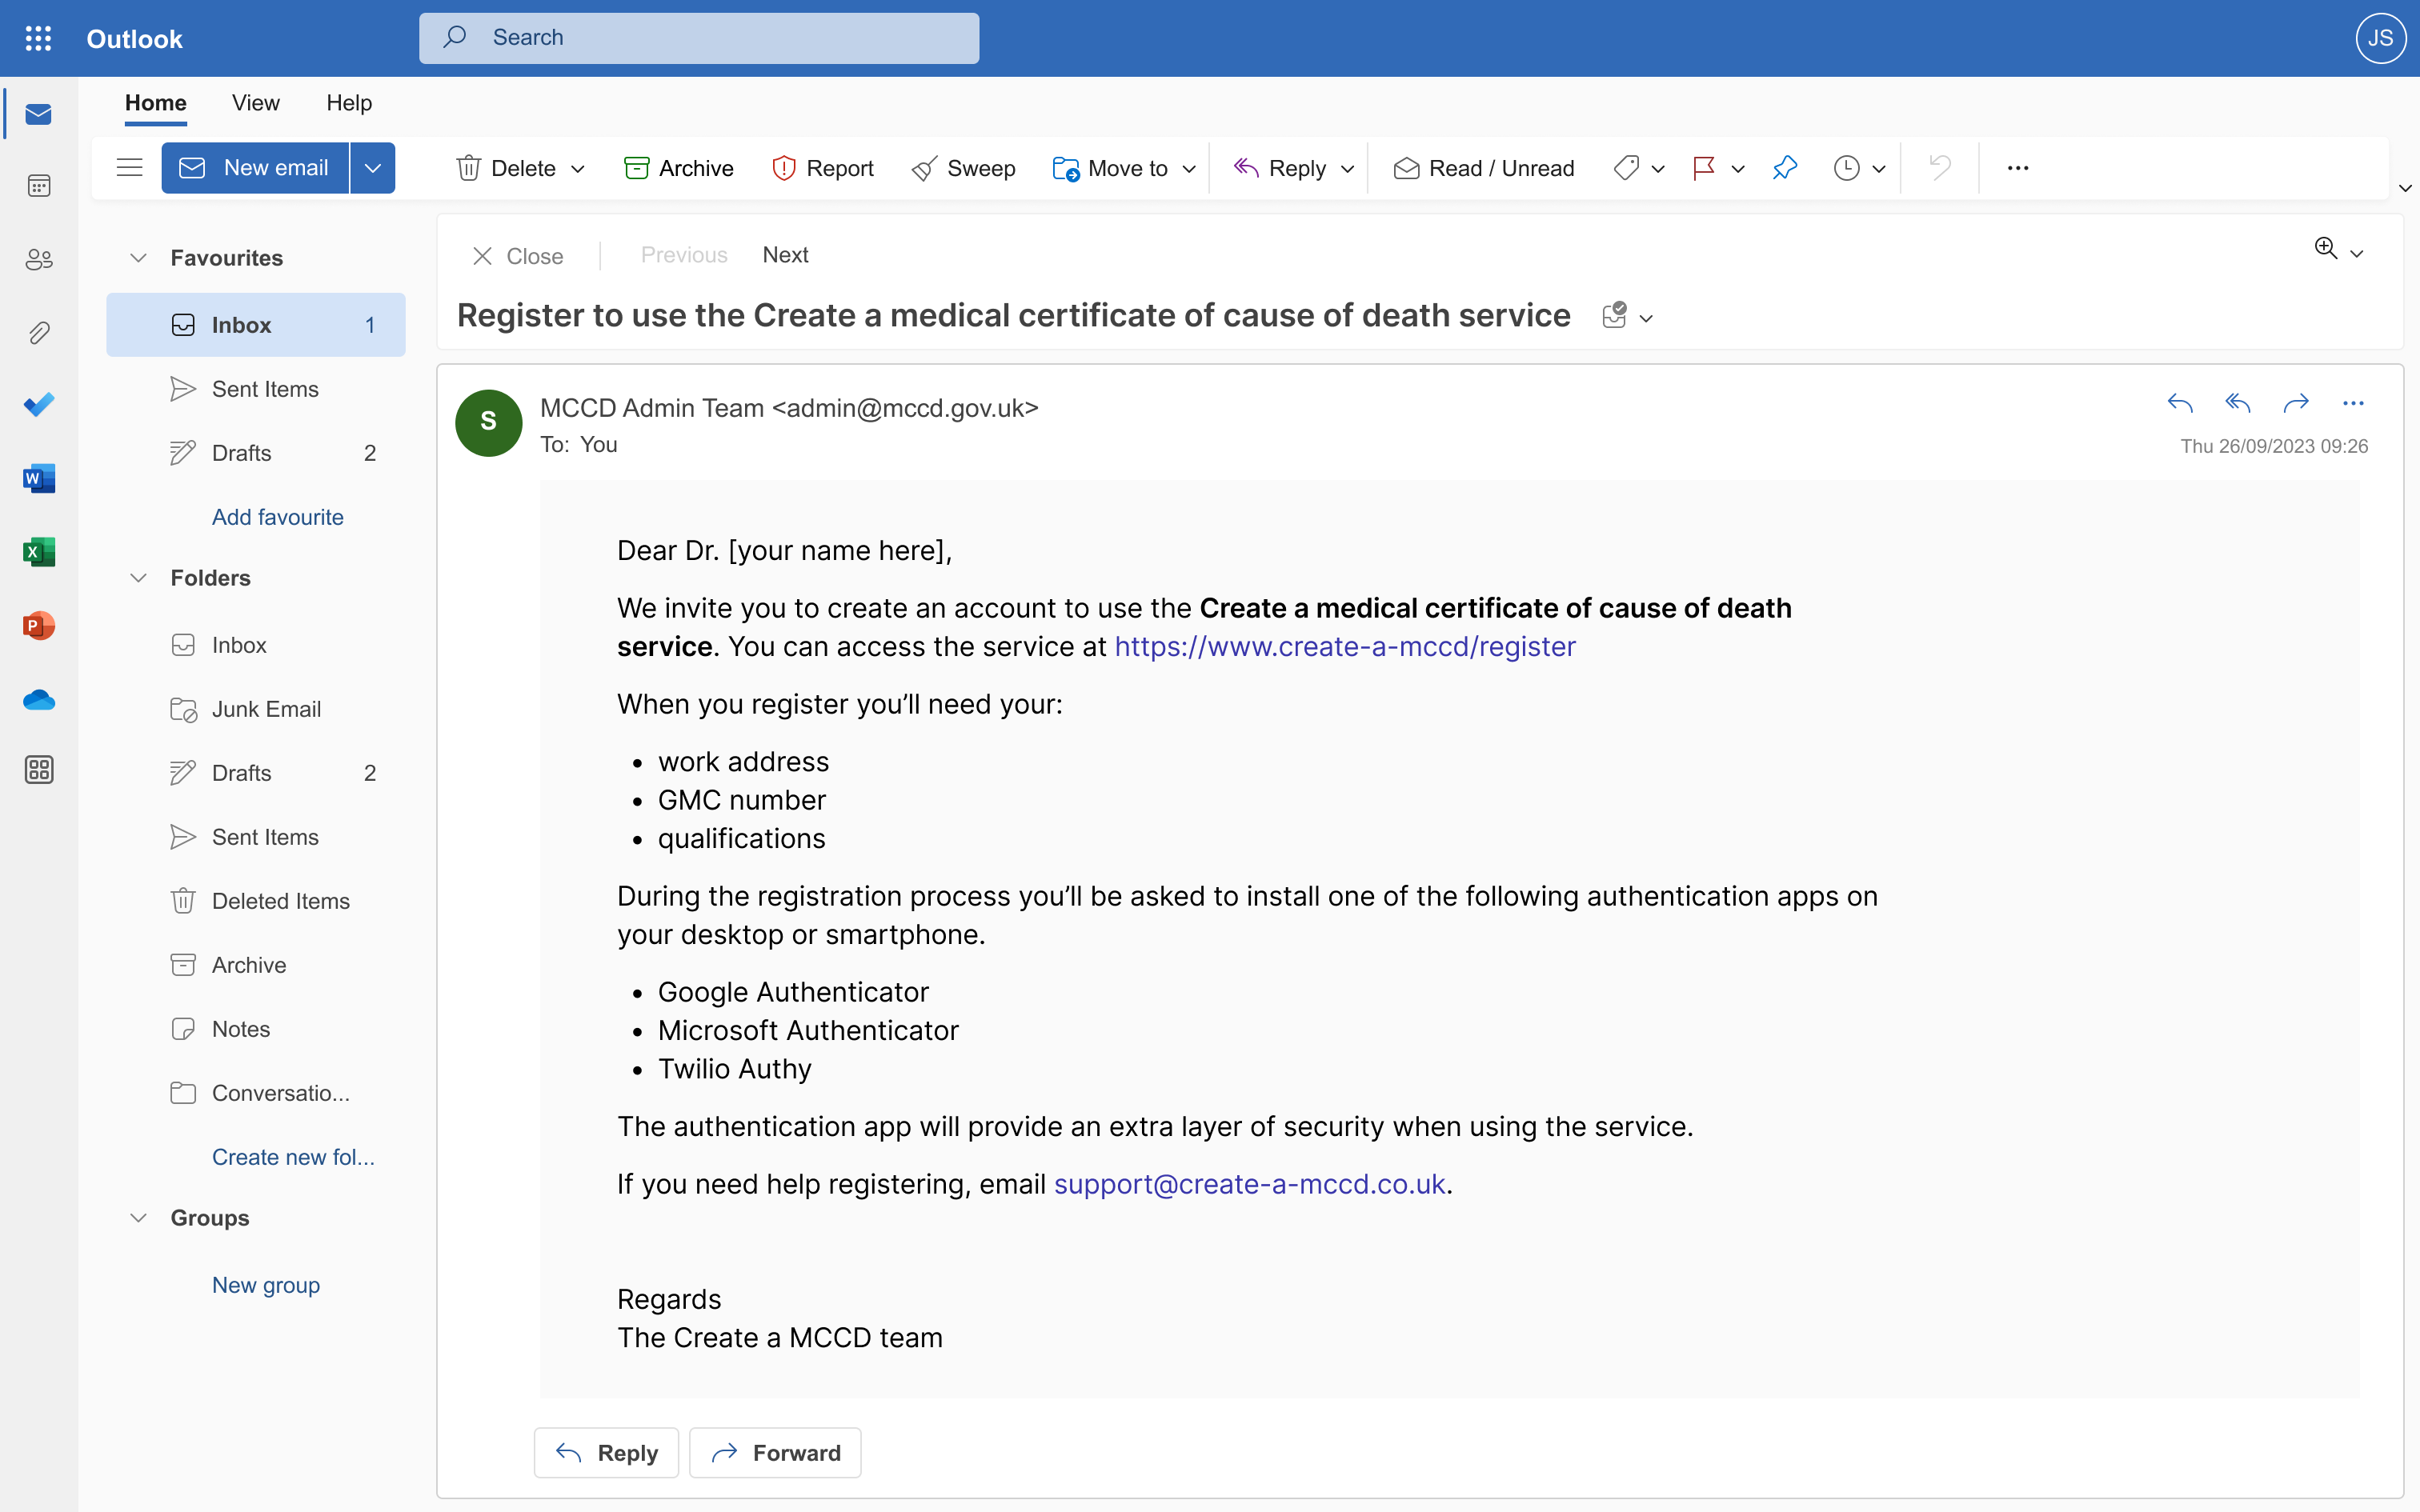 Outlook
Search
JS
Home View Help
New email Delete Archive Report Sweep Move to Reply Read / Unread
Favourites
Inbox 1
Sent Items
Drafts 2
Add favourite
Folders
Inbox
Junk Email
Drafts 2
Sent Items
Deleted Items
Archive
Notes
Conversatio...
Create new fol...
Groups
New group
W
X
P
Close Previous Next
Register to use the Create a medical certificate of cause of death service
S
MCCD Admin Team <admin@mccd.gov.uk>
To: You
Thu 26/09/2023 09:26
Dear Dr. [your name here],
We invite you to create an account to use the Create a medical certificate of cause of death
service. You can access the service at https://www.create-a-mccd/register
When you register you’ll need your:
• work address
• GMC number
• qualifications
During the registration process you’ll be asked to install one of the following authentication apps on
your desktop or smartphone.
• Google Authenticator
• Microsoft Authenticator
• Twilio Authy
The authentication app will provide an extra layer of security when using the service.
If you need help registering, email support@create-a-mccd.co.uk.
Regards
The Create a MCCD team
Reply Forward